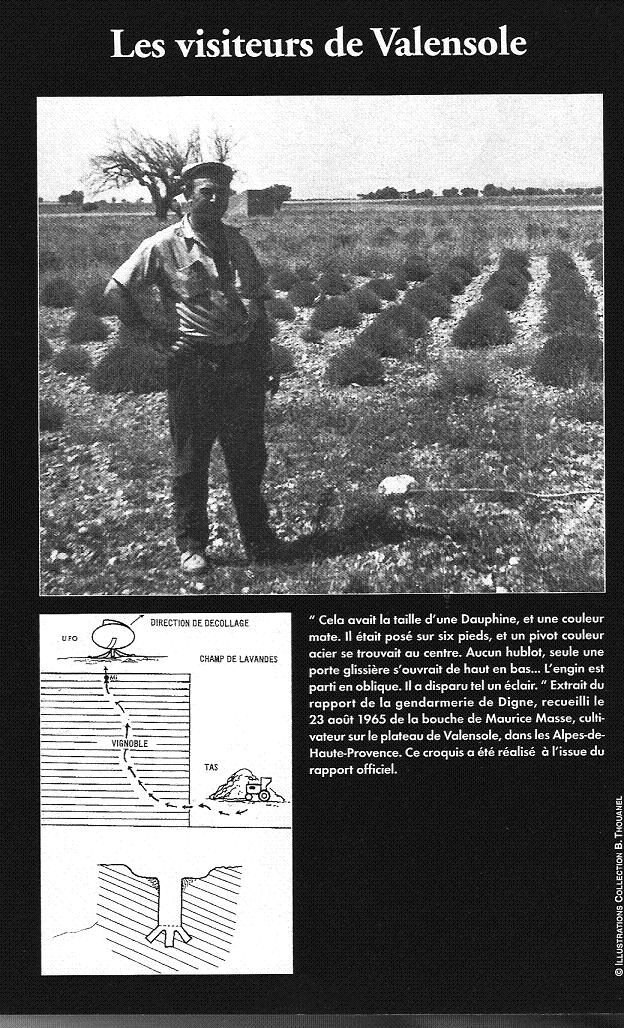 Les visiteurs de Valensole
DIRECTION DE DECOLLAGE
UFO
CHAMP DE LAVANDES
Mi
VIGNOBLE
TAS
“ Cela avait la taille d’une Dauphine, et une couleur
mate. Il était posé sur six pieds, et un pivot couleur
acier se trouvait au centre. Aucun hublot, seule une
porte glissière s’ouvrait de haut en bas... L’engin est
parti en oblique. Il a disparu tel un éclair. ” Extrait du
rapport de la gendarmerie de Digne, recueilli le
23 août 1965 de la bouche de Maurice Masse, culti-
vateur sur le plateau de Valensole, dans les Alpes-de-
Haute-Provence. Ce croquis a été réalisé à l’issue du
rapport officiel.
© ILLUSTRATIONS COLLECTION B. THOUANEL